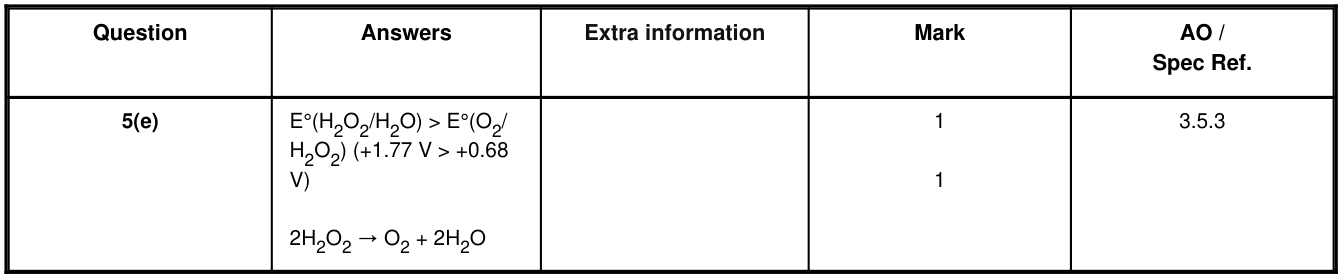 Question Answers Extra information Mark AO /
Spec Ref.
5(e) E°(H₂O₂/H₂O) > E°(O₂/ 1 3.5.3
H₂O₂) (+1.77 V > +0.68
V) 1
2H₂O₂ → O₂ + 2H₂O